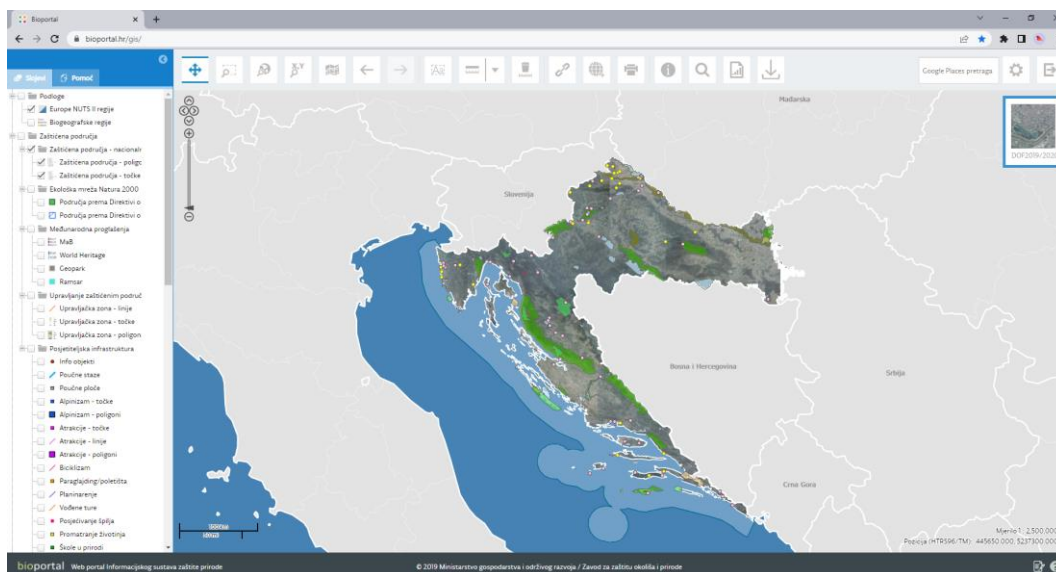 Bioportal
bioportal.hr/gis/
Slojevi
Pomoć
Google Places pretraga
Podloge
Europe NUTS II regije
Biogeografske regije
Zaštićena područja
Zaštićena područja - nacionaln
Zaštićena područja - poligo
Zaštićena područja - točke
Ekološka mreža Natura 2000
Područja prema Direktivi o
Područja prema Direktivi o
Međunarodna proglašenja
MaB
World Heritage
Geopark
Ramsar
Upravljanje zaštićenim područ
Upravljačka zona - linije
Upravljačka zona - točke
Upravljačka zona - poligon
Posjetiteljska infrastruktura
Info objekti
Poučne staze
Poučne ploče
Alpinizam - točke
Alpinizam - poligoni
Atrakcije - točke
Atrakcije - linije
Atrakcije - poligoni
Biciklizam
Paraglajding/poletišta
Planinarenje
Vođene ture
Posjećivanje špilja
Promatranje životinja
Škole u prirodi
Mađarska
Slovenija
Bosna i Hercegovina
Srbija
Crna Gora
DOF2019/2020
100km
Mjerilo 1: 2,500,000
Pozicija (HTRS96/TM): 445650.000, 5237300.000
bioportal Web portal Informacijskog sustava zaštite prirode
© 2019 Ministarstvo gospodarstva i održivog razvoja / Zavod za zaštitu okoliša i prirode